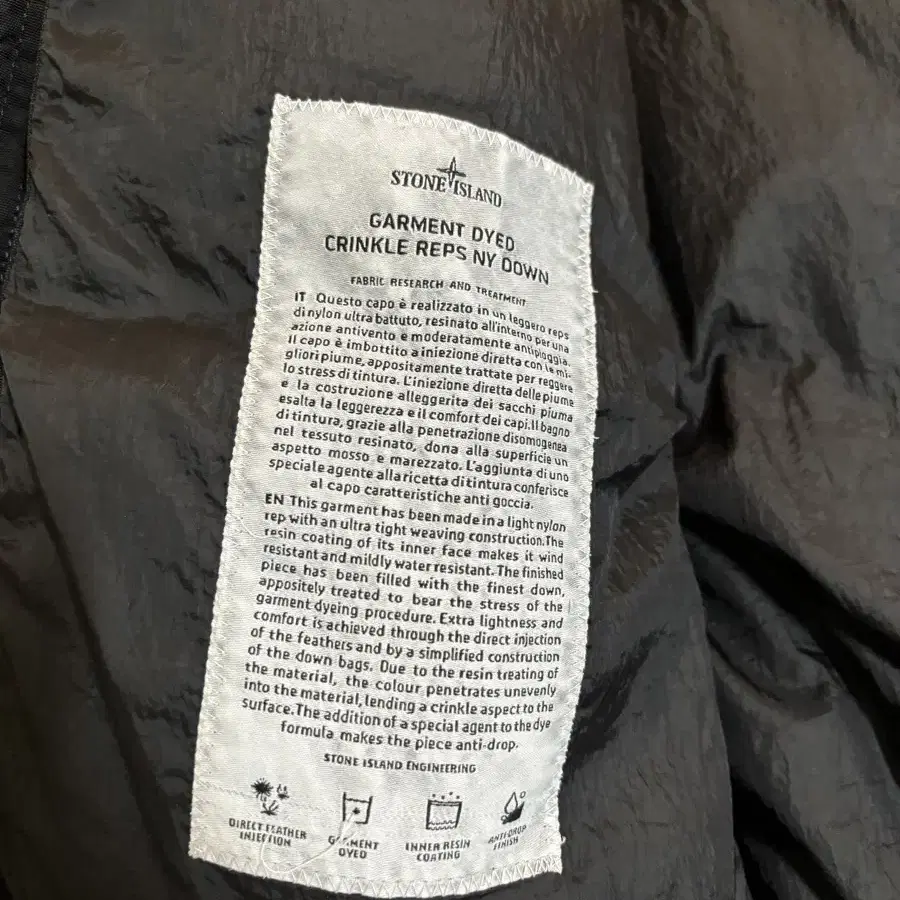 STONE ISLAND
GARMENT DYED
CRINKLE REPS NY DOWN
FABRIC RESEARCH AND TREATMENT
IT Questo capo è realizzato in un leggero reps
di nylon ultra battuto, resinato all'interno per una
azione antivento e moderatamente antipioggia.
Il capo è imbottito a iniezione diretta con le mi-
gliori piume, appositamente trattate per reggere
lo stress di tintura. L'iniezione diretta delle piume
e la costruzione alleggerita dei sacchi piuma
esalta la leggerezza e il comfort dei capi. Il bagno
di tintura, grazie alla penetrazione disomogenea
nel tessuto resinato, dona alla superficie un
aspetto mosso e marezzato. L'aggiunta di uno
speciale agente alla ricetta di tintura conferisce
al capo caratteristiche anti goccia.
EN This garment has been made in a light nylon
rep with an ultra tight weaving construction. The
resin coating of its inner face makes it wind
resistant and mildly water resistant. The finished
piece has been filled with the finest down,
appositely treated to bear the stress of the
garment dyeing procedure. Extra lightness and
comfort is achieved through the direct injection
of the feathers and by a simplified construction
of the down bags. Due to the resin treating of
the material, the colour penetrates unevenly
into the material, lending a crinkle aspect to the
surface. The addition of a special agent to the dye
formula makes the piece anti-drop.
STONE ISLAND ENGINEERING
DIRECT FEATHER
INJECTION
GARMENT
DYED
INNER RESIN
COATING
ANTI-DROP
FINISH